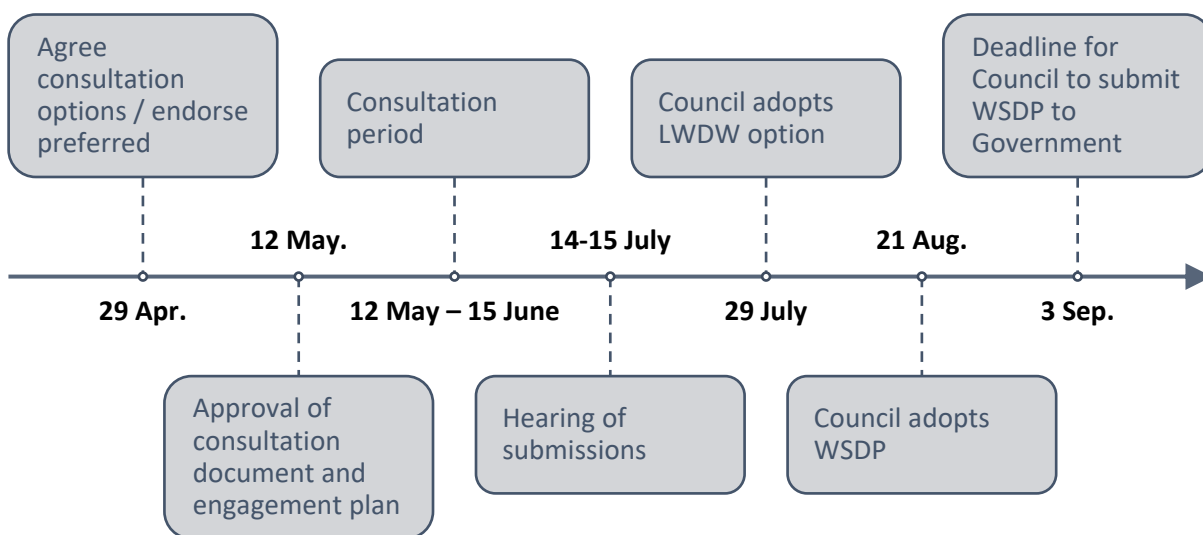 Agree
consultation
options / endorse
preferred
Consultation
period
Council adopts
LWDW option
Deadline for
Council to submit
WSDP to
Government
12 May.
14-15 July
21 Aug.
29 Apr.
12 May – 15 June
29 July
3 Sep.
Approval of
consultation
document and
engagement plan
Hearing of
submissions
Council adopts
WSDP